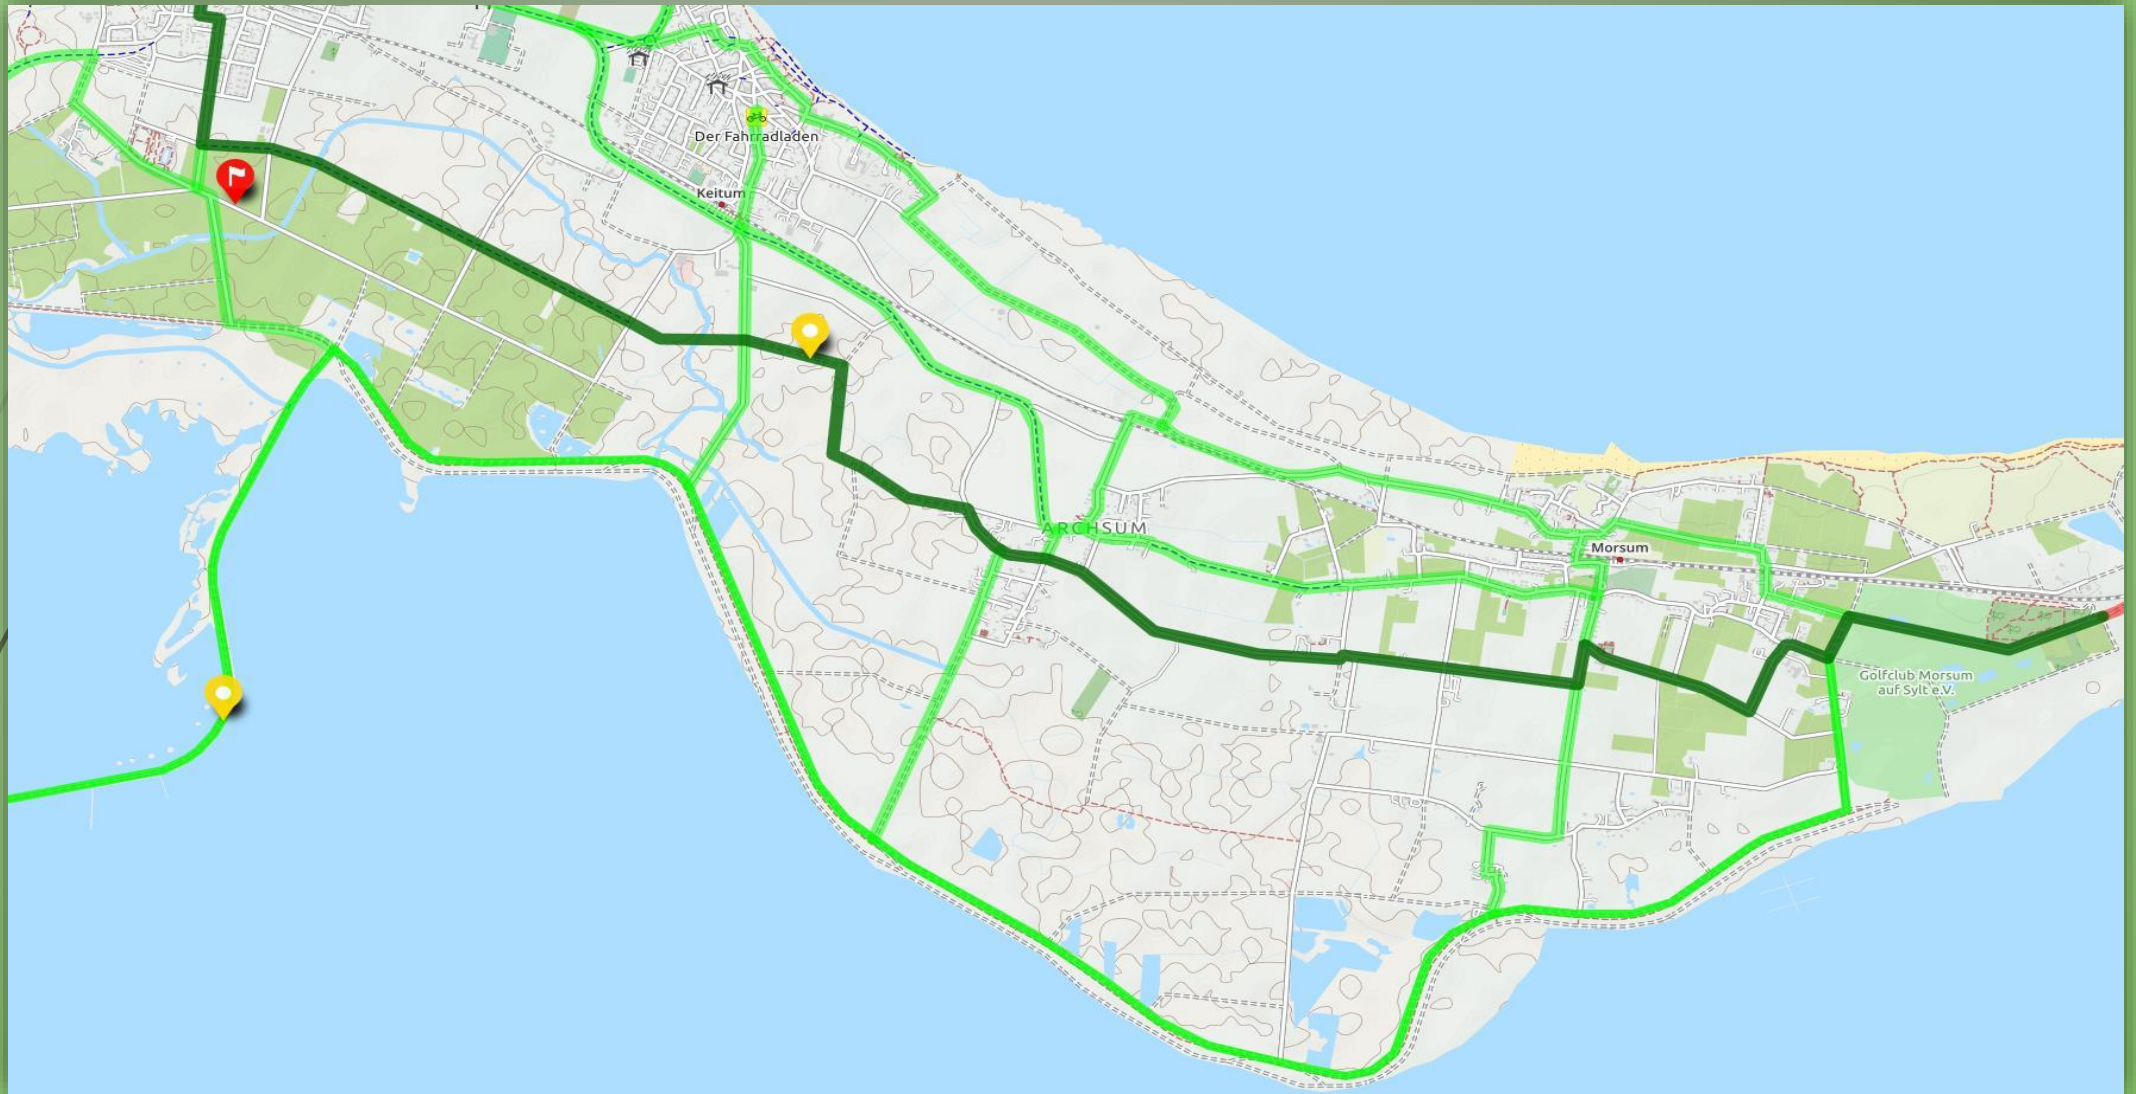 Der Fahrradladen
Keitum
ARCHSUM
Morsum
Golfclub Morsum
auf Sylt e.V.